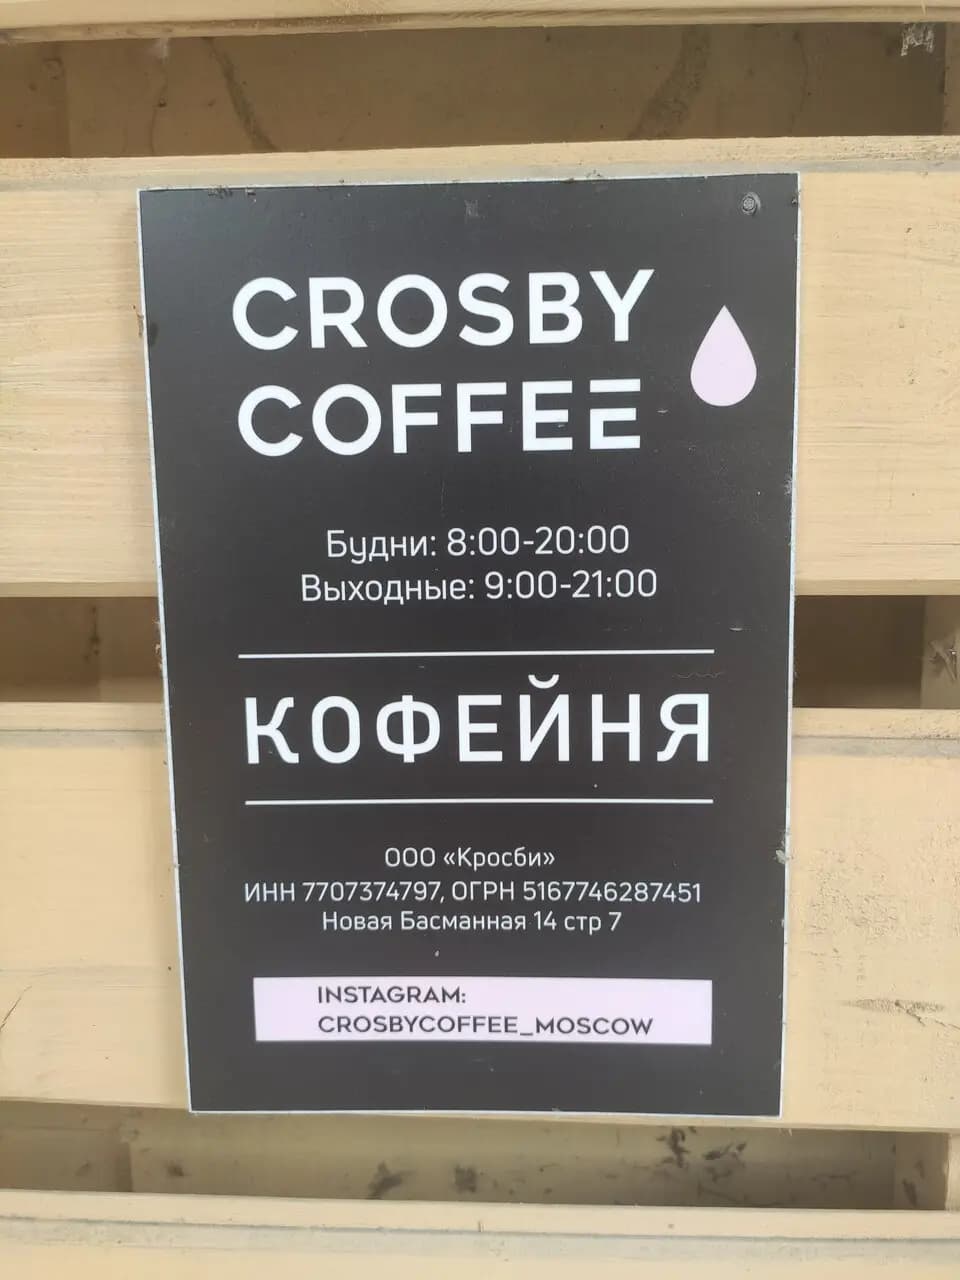 CROSBY
COFFEE
Будни: 8:00-20:00
Выходные: 9:00-21:00
КОФЕЙНЯ
ООО «Кросби»
ИНН 7707374797, ОГРН 5167746287451
Новая Басманная 14 стр 7
INSTAGRAM:
CROSBYCOFFEE_MOSCOW